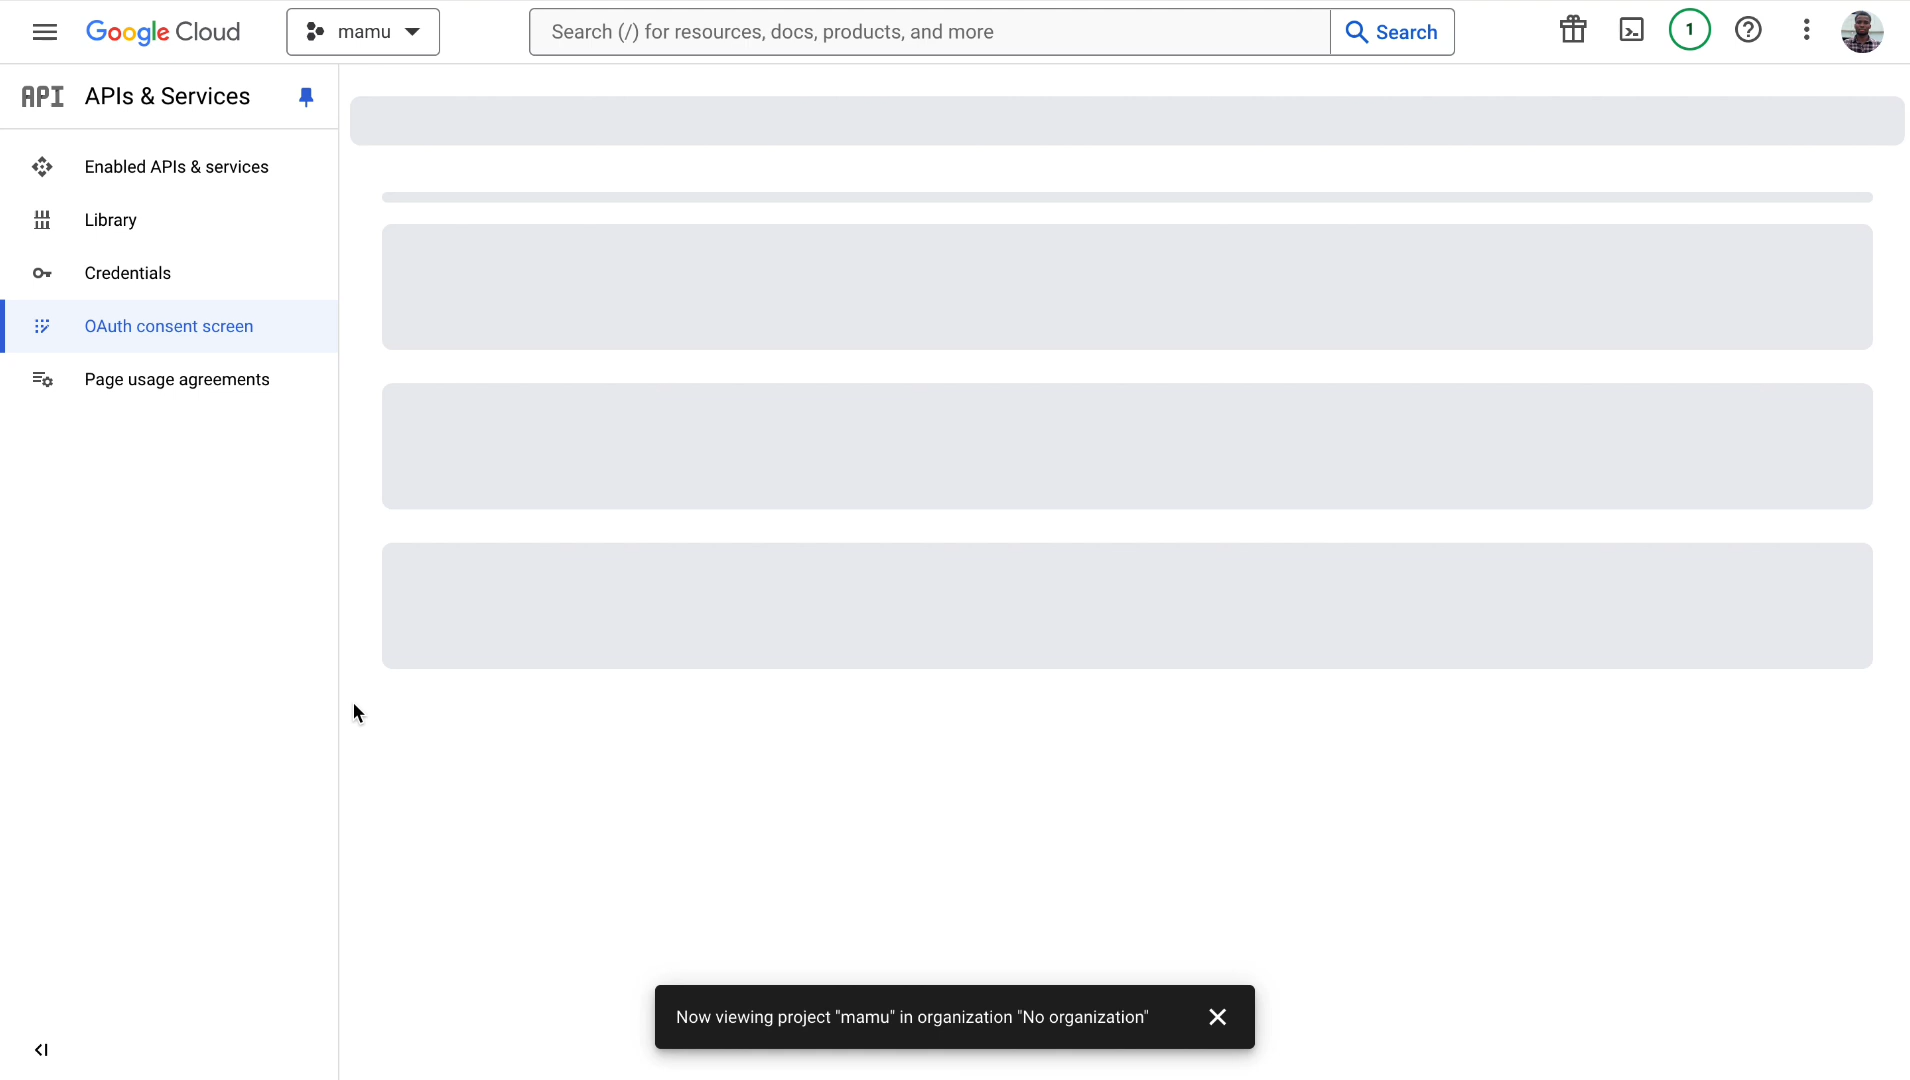 Google Cloud
mamu
Search (/) for resources, docs, products, and more
Search
1
API
APIs & Services
Enabled APIs & services
Library
Credentials
OAuth consent screen
Page usage agreements
Now viewing project "mamu" in organization "No organization"